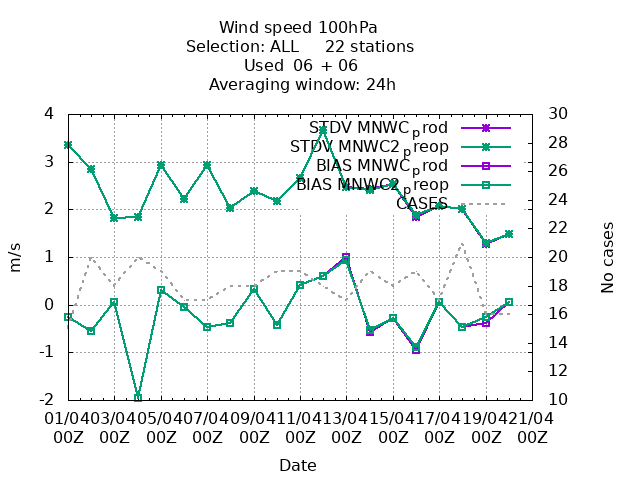 Wind speed 100hPa
Selection: ALL 22 stations
Used 06 + 06
Averaging window: 24h
4
3
2
1
0
-1
-2
m/s
STDV MNWC_prod
STDV MNWC2_preop
BIAS MNWC_prod
BIAS MNWC2_preop
CASES
30
28
26
24
22
20
18
16
14
12
10
No cases
01/04 03/04 05/04 07/04 09/04 11/04 13/04 15/04 17/04 19/04 21/04
00Z 00Z 00Z 00Z 00Z 00Z 00Z 00Z 00Z 00Z 00Z
Date